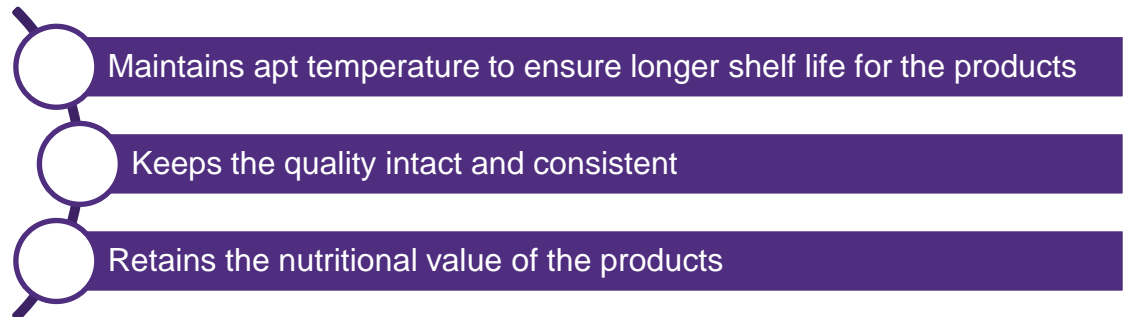 Maintains apt temperature to ensure longer shelf life for the products
Keeps the quality intact and consistent
Retains the nutritional value of the products